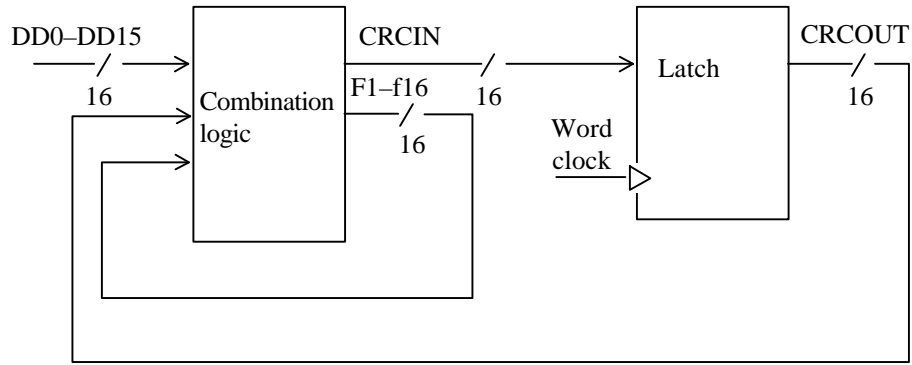 DD0–DD15
16
Combination
logic
CRCIN
16
F1–f16
16
Word
clock
Latch
CRCOUT
16